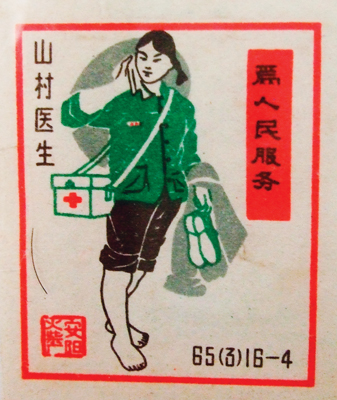 山村医生
为人民服务
安阳
火柴
65(3)16-4